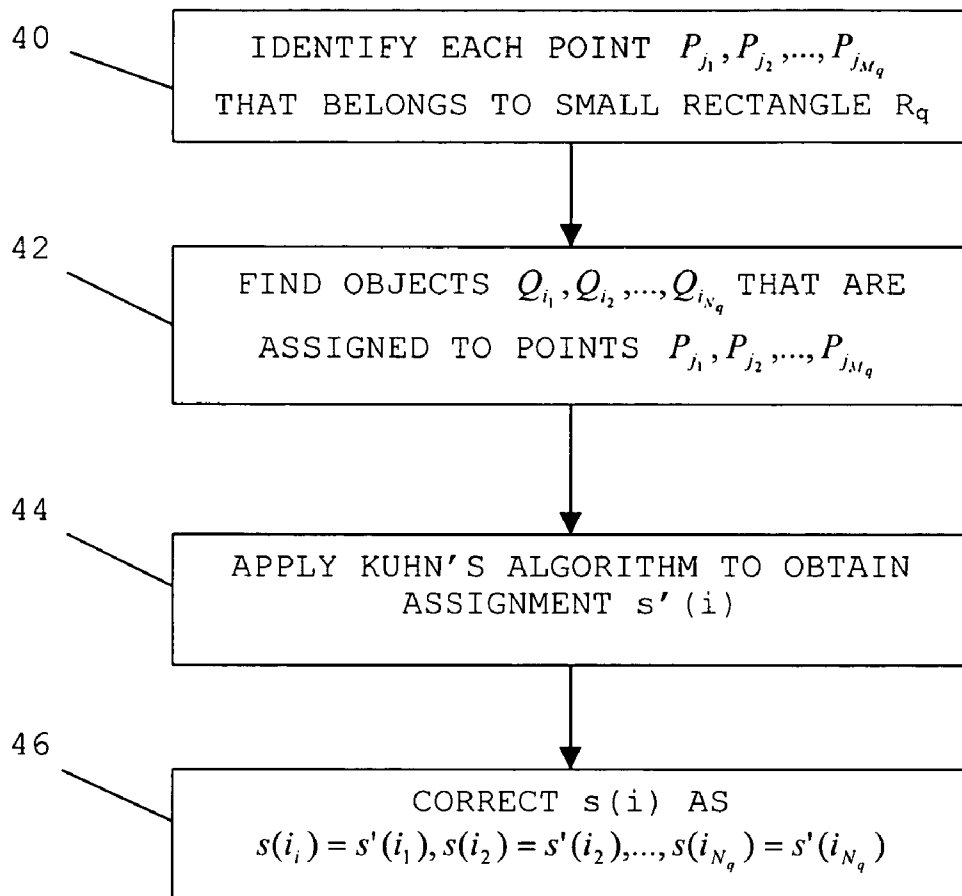 40
IDENTIFY EACH POINT P_{j_1}, P_{j_2},..., P_{j_{M_q}}
THAT BELONGS TO SMALL RECTANGLE R_q
42
FIND OBJECTS Q_{i_1}, Q_{i_2},..., Q_{i_{N_q}} THAT ARE
ASSIGNED TO POINTS P_{j_1}, P_{j_2},..., P_{j_{M_q}}
44
APPLY KUHN'S ALGORITHM TO OBTAIN
ASSIGNMENT s'(i)
46
CORRECT s(i) AS
s(i_i) = s'(i_1), s(i_2) = s'(i_2),..., s(i_{N_q}) = s'(i_{N_q})